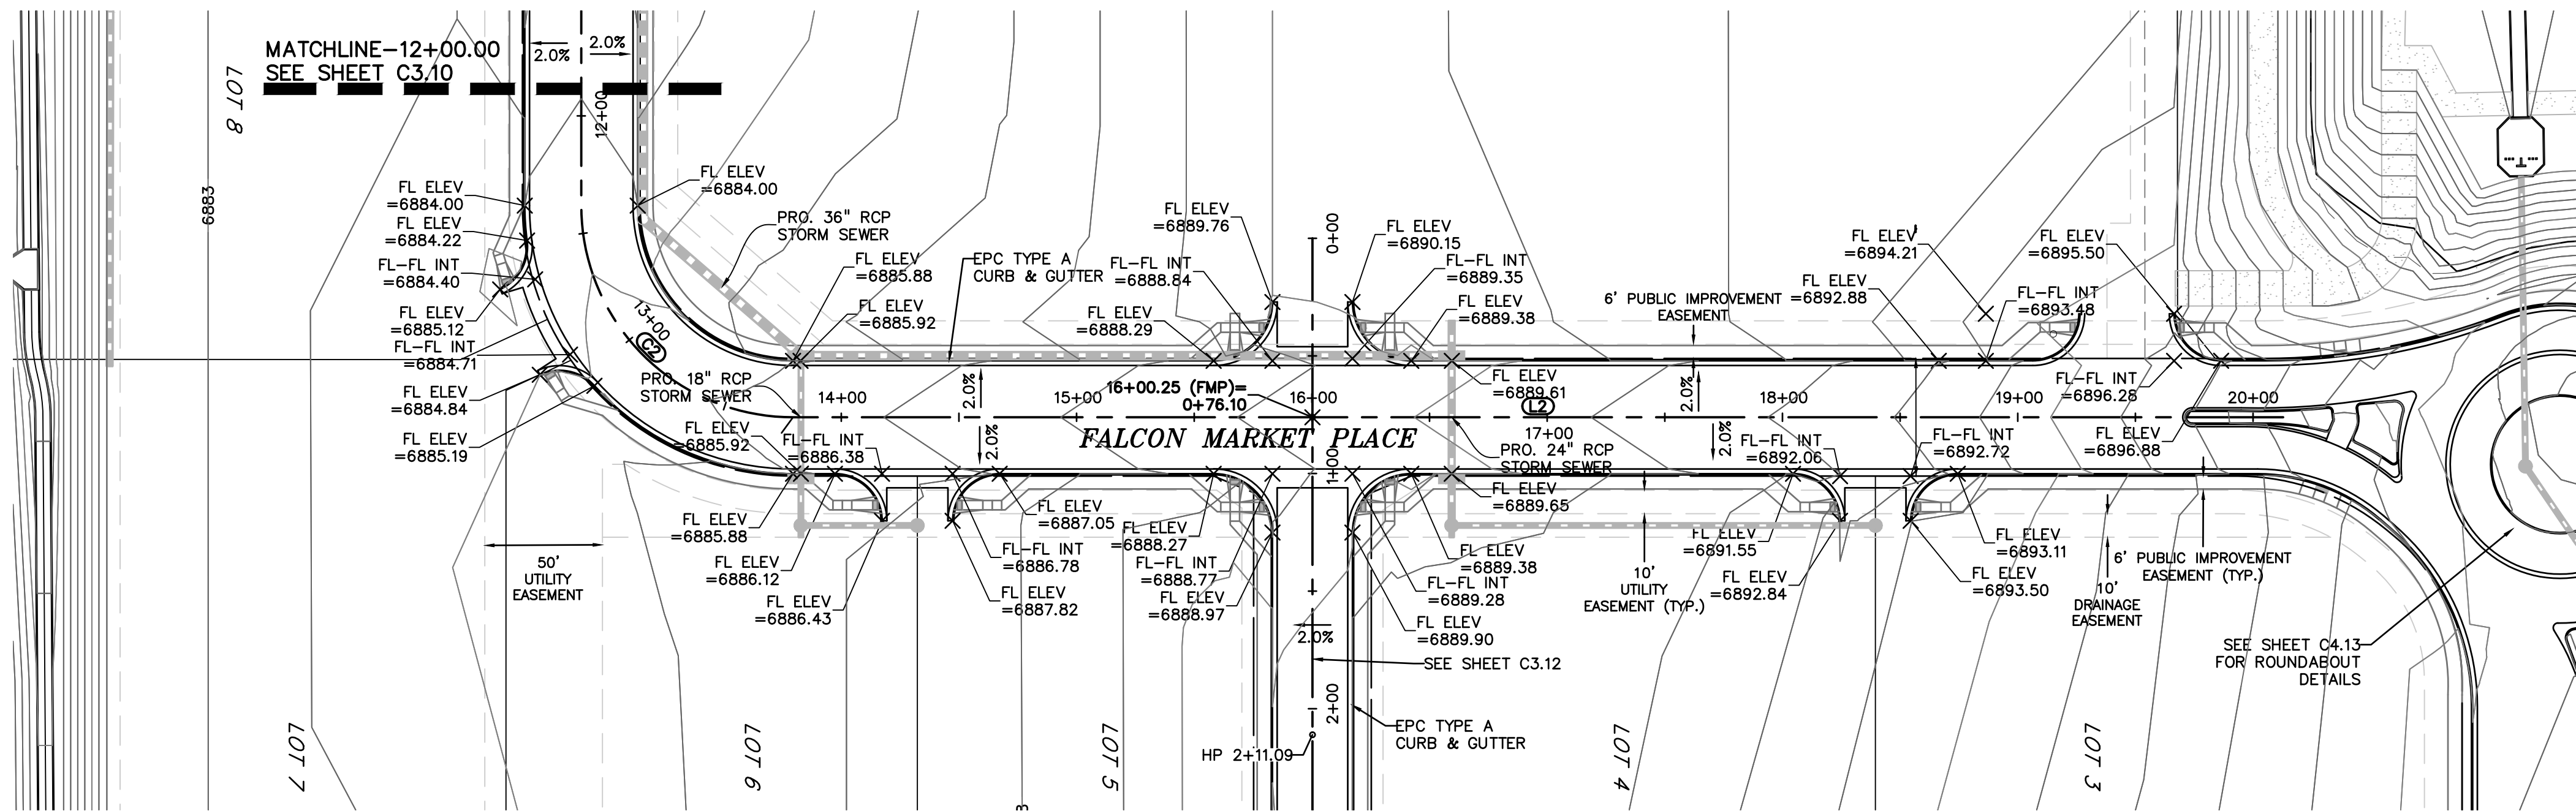 MATCHLINE-12+00.00
SEE SHEET C3.10
2.0%
2.0%
LOT 8
12+00
6883
FL ELEV
=6884.00
FL ELEV
=6884.22
FL-FL INT
=6884.40
FL ELEV
=6885.12
FL-FL INT
=6884.71
FL ELEV
=6884.84
FL ELEV
=6885.19
FL ELEV
=6884.00
PRO. 36" RCP
STORM SEWER
FL ELEV
=6885.88
FL ELEV
=6885.92
EPC TYPE A
CURB & GUTTER
13+00
C2
PRO. 18" RCP
STORM SEWER
14+00
15+00
2.0%
2.0%
FL ELEV
=6889.76
FL-FL INT
=6888.84
FL ELEV
=6888.29
0+00
FL ELEV
=6890.15
FL-FL INT
=6889.35
FL ELEV
=6889.38
16+00.25 (FMP)=
0+76.10
16+00
FALCON MARKET PLACE
1+00
FL ELEV
=6889.61
L2
17+00
PRO. 24" RCP
STORM SEWER
6' PUBLIC IMPROVEMENT
EASEMENT
2.0%
2.0%
18+00
FL ELEV
=6894.21
FL ELEV
=6892.88
FL-FL INT
=6893.48
FL ELEV
=6895.50
FL-FL INT
=6896.28
19+00
20+00
FL ELEV
=6896.88
FL ELEV
=6885.92
FL-FL INT
=6886.38
FL ELEV
=6885.88
FL ELEV
=6886.12
FL ELEV
=6886.43
FL ELEV
=6887.05
FL-FL INT
=6886.78
FL ELEV
=6887.82
FL ELEV
=6888.27
FL-FL INT
=6888.77
FL ELEV
=6888.97
FL ELEV
=6889.65
FL ELEV
=6889.38
FL-FL INT
=6889.28
FL ELEV
=6889.90
2.0%
SEE SHEET C3.12
2+00
HP 2+11.09
EPC TYPE A
CURB & GUTTER
FL-FL INT
=6892.06
FL-FL INT
=6892.72
FL ELEV
=6891.55
FL ELEV
=6892.84
FL ELEV
=6893.11
FL ELEV
=6893.50
50'
UTILITY
EASEMENT
10'
UTILITY
EASEMENT (TYP.)
10'
DRAINAGE
EASEMENT
6' PUBLIC IMPROVEMENT
EASEMENT (TYP.)
SEE SHEET C4.13
FOR ROUNDABOUT
DETAILS
LOT 7
LOT 6
LOT 5
LOT 4
LOT 3